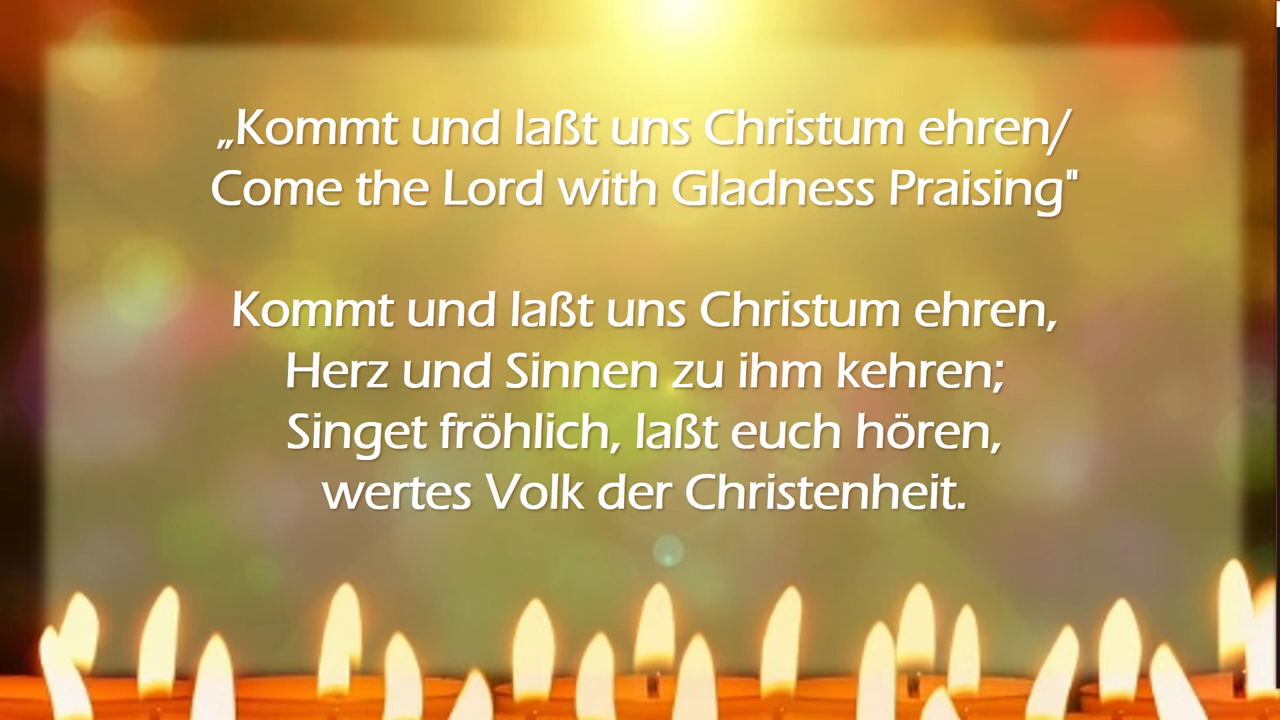 „Kommt und laßt uns Christum ehren/
Come the Lord with Gladness Praising"
Kommt und laßt uns Christum ehren,
Herz und Sinnen zu ihm kehren;
Singet fröhlich, laßt euch hören,
wertes Volk der Christenheit.